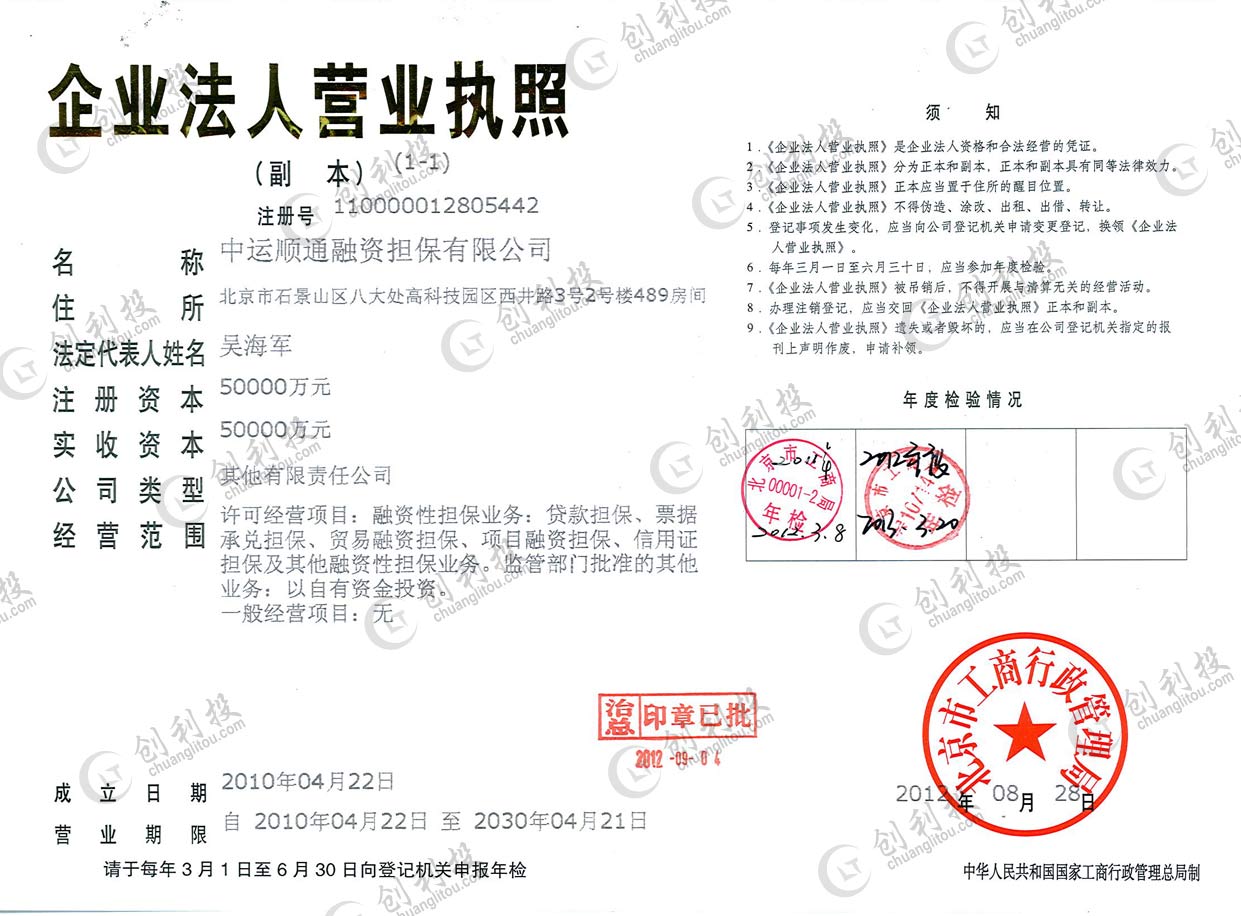 企业法人营业执照
(副 本) (1-1)
注册号 110000012805442
名 称 中运顺通融资担保有限公司
住 所 北京市石景山区八大处高科技园区西井路3号2号楼489房间
法定代表人姓名 吴海军
注 册 资 本 50000万元
实 收 资 本 50000万元
公 司 类 型 其他有限责任公司
经 营 范 围 许可经营项目：融资性担保业务：贷款担保、票据
承兑担保、贸易融资担保、项目融资担保、信用证
担保及其他融资性担保业务。监管部门批准的其他
业务：以自有资金投资。
一般经营项目：无
治总 印章已批
2012-09-04
成 立 日 期 2010年04月22日
营 业 期 限 自 2010年04月22日 至 2030年04月21日
请于每年3月1日至6月30日向登记机关申报年检
须 知
1.《企业法人营业执照》是企业法人资格和合法经营的凭证。
2.《企业法人营业执照》分为正本和副本，正本和副本具有同等法律效力。
3.《企业法人营业执照》正本应当置于住所的醒目位置。
4.《企业法人营业执照》不得伪造、涂改、出租、出借、转让。
5.登记事项发生变化，应当向公司登记机关申请变更登记，换领《企业法
人营业执照》。
6.每年三月一日至六月三十日，应当参加年度检验。
7.《企业法人营业执照》被吊销后，不得开展与清算无关的经营活动。
8.办理注销登记，应当交回《企业法人营业执照》正本和副本。
9.《企业法人营业执照》遗失或者毁坏的，应当在公司登记机关指定的报
刊上声明作废，申请补领。
年度检验情况
北京市工商局
00001-2
年检
2012.3.8
2013.3.20
北京市工商行政管理局
2012年 08月 28日
中华人民共和国国家工商行政管理总局制
创利投
chuanglitou.com